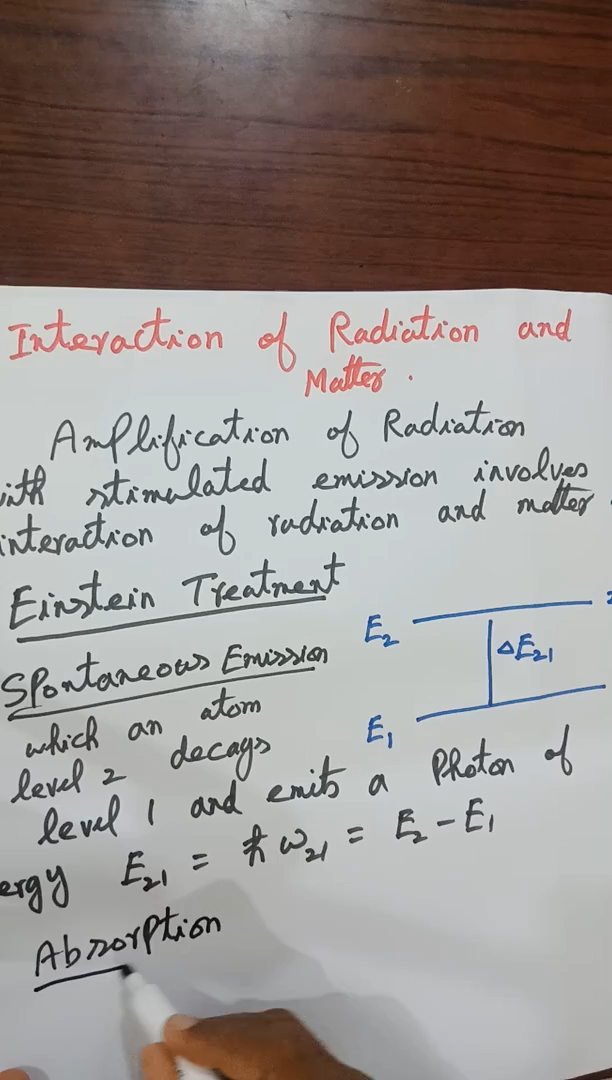 Interaction of Radiation and
Matter.
Amplification of Radiation
ith stimulated emission involves
interaction of radiation and matter.
Einstein Treatment
Spontaneous Emission
which an atom
level 2 decays
level 1 and emits a Photon of
ergy E₂₁ = ħω₂₁ = E₂ - E₁
E₂
ΔE₂₁
E₁
Absorption